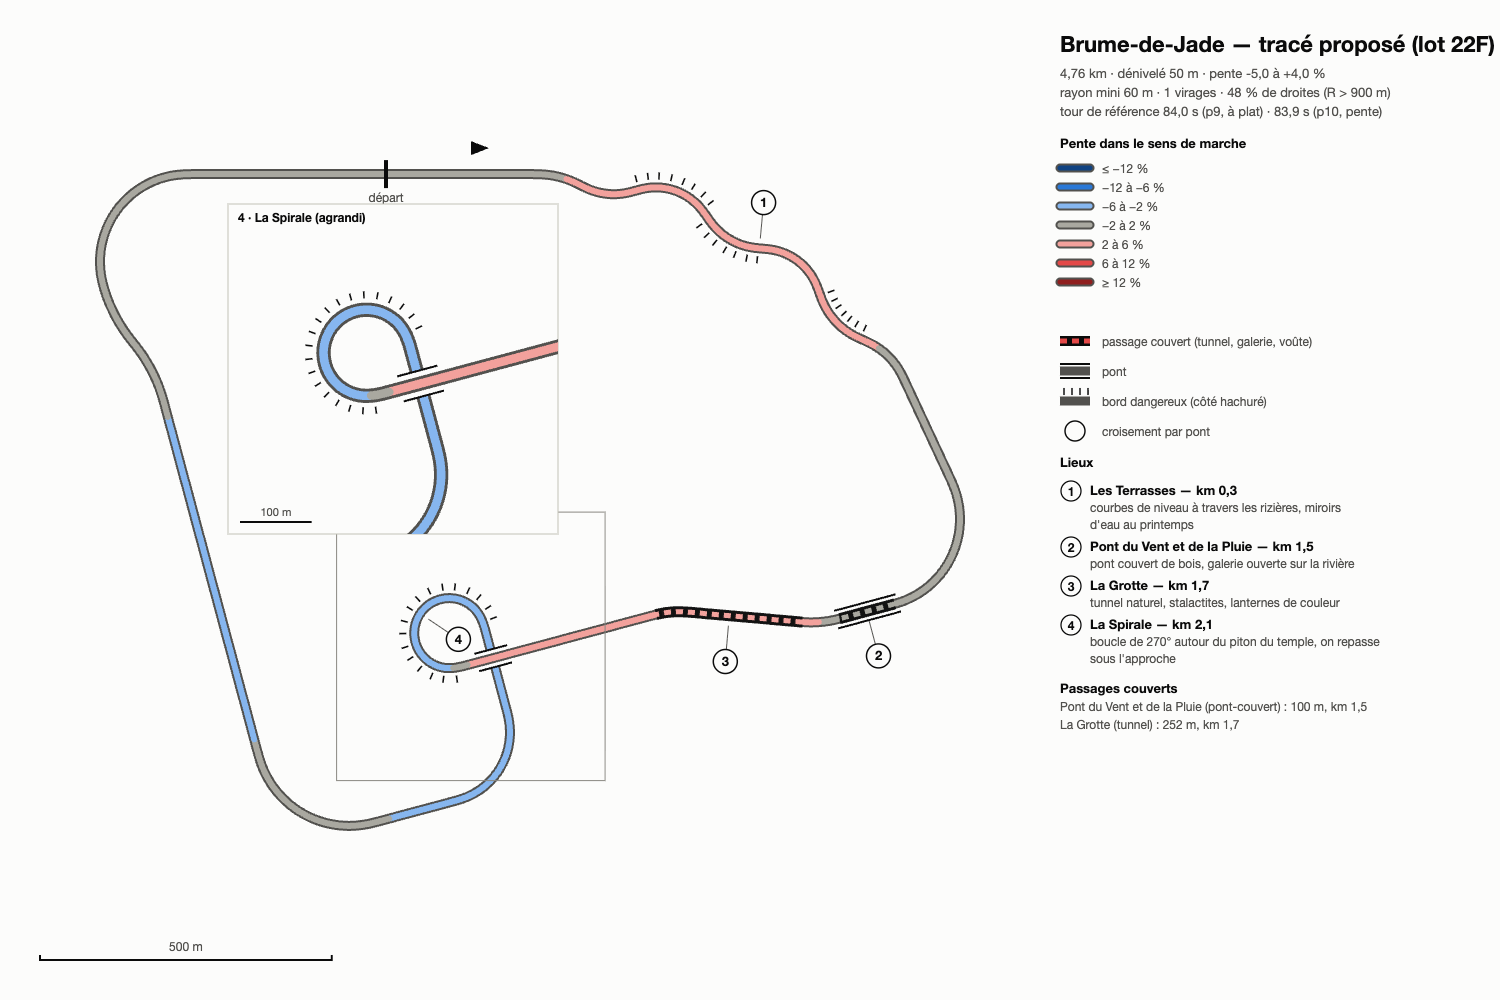 Brume-de-Jade — tracé proposé (lot 22F)
4,76 km · dénivelé 50 m · pente -5,0 à +4,0 %
rayon mini 60 m · 1 virages · 48 % de droites (R > 900 m)
tour de référence 84,0 s (p9, à plat) · 83,9 s (p10, pente)
Pente dans le sens de marche
≤ −12 %
−12 à −6 %
−6 à −2 %
−2 à 2 %
2 à 6 %
6 à 12 %
≥ 12 %
passage couvert (tunnel, galerie, voûte)
pont
bord dangereux (côté hachuré)
croisement par pont
Lieux
1 Les Terrasses — km 0,3
courbes de niveau à travers les rizières, miroirs
d'eau au printemps
2 Pont du Vent et de la Pluie — km 1,5
pont couvert de bois, galerie ouverte sur la rivière
3 La Grotte — km 1,7
tunnel naturel, stalactites, lanternes de couleur
4 La Spirale — km 2,1
boucle de 270° autour du piton du temple, on repasse
sous l'approche
Passages couverts
Pont du Vent et de la Pluie (pont-couvert) : 100 m, km 1,5
La Grotte (tunnel) : 252 m, km 1,7
départ
4 · La Spirale (agrandi)
100 m
1
2
3
4
500 m